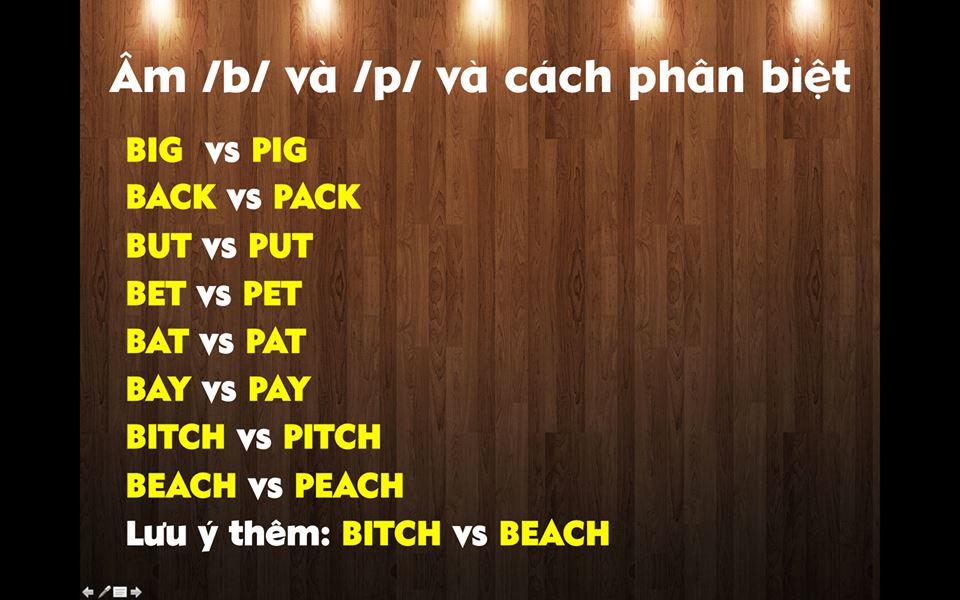 Âm /b/ và /p/ và cách phân biệt
BIG vs PIG
BACK vs PACK
BUT vs PUT
BET vs PET
BAT vs PAT
BAY vs PAY
BITCH vs PITCH
BEACH vs PEACH
Lưu ý thêm: BITCH vs BEACH